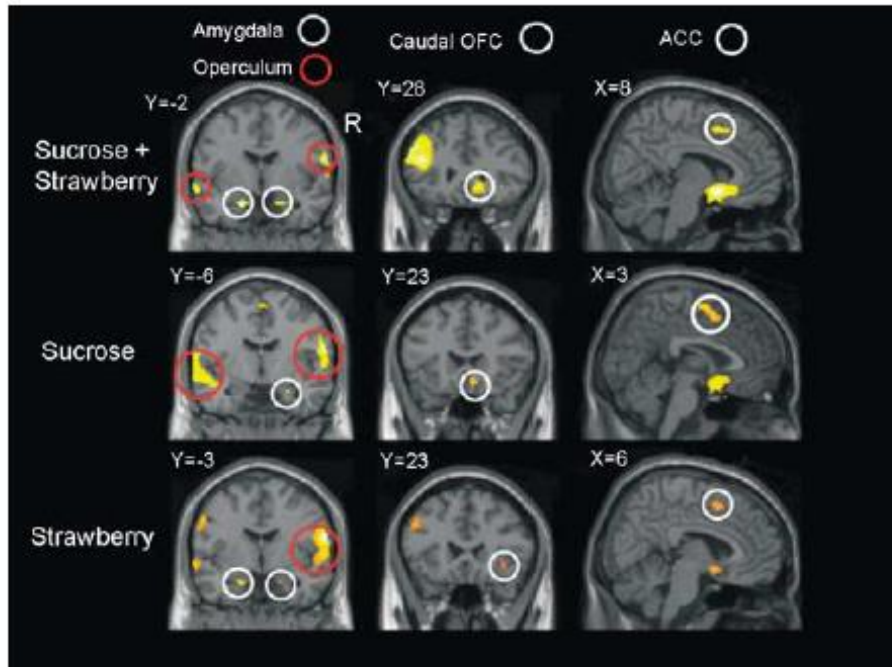 Amygdala
Caudal OFC
ACC
Operculum
Y=-2
R
Y=28
X=8
Sucrose +
Strawberry
Y=-6
Y=23
X=3
Sucrose
Y=-3
Y=23
X=6
Strawberry